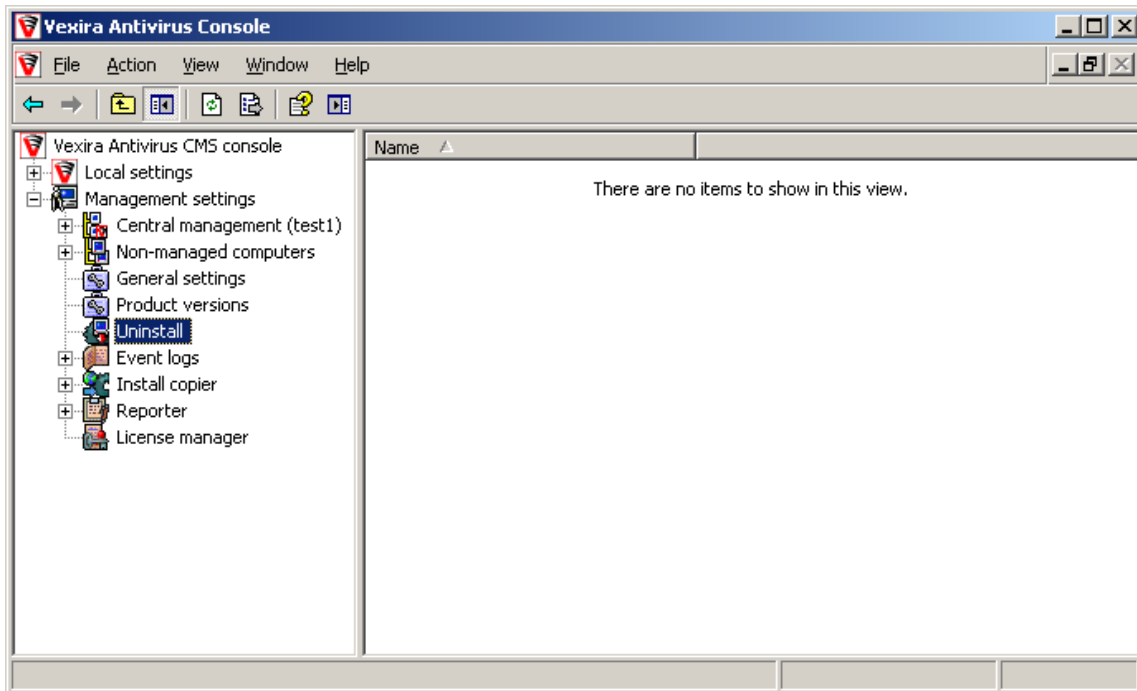 Vexira Antivirus Console
File Action View Window Help
Vexira Antivirus CMS console
Local settings
Management settings
Central management (test1)
Non-managed computers
General settings
Product versions
Uninstall
Event logs
Install copier
Reporter
License manager
Name
There are no items to show in this view.